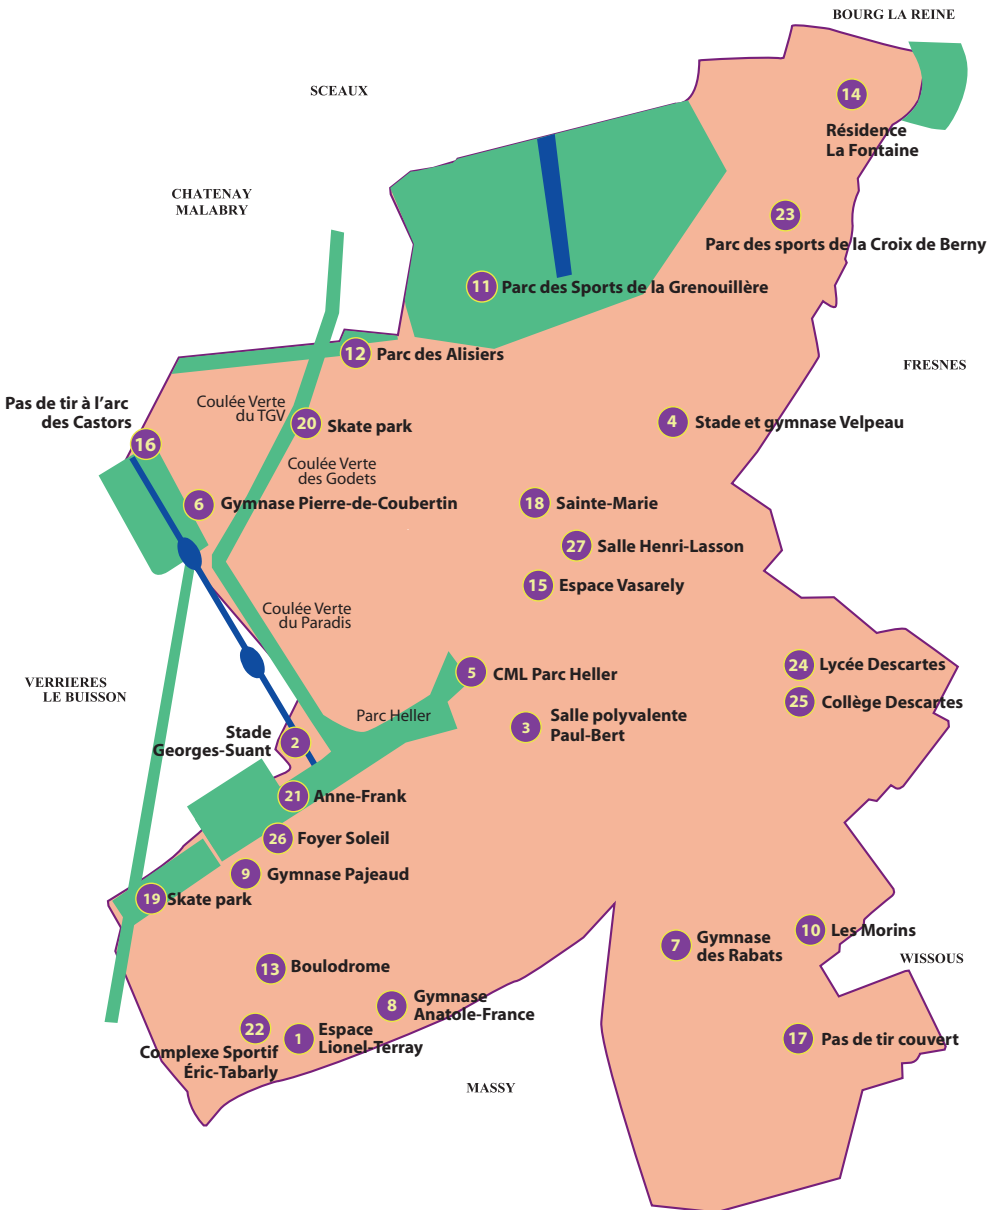 BOURG LA REINE
SCEAUX
14
Résidence
La Fontaine
CHATENAY
MALABRY
23
Parc des sports de la Croix de Berny
11 Parc des Sports de la Grenouillère
12 Parc des Alisiers
FRESNES
Pas de tir à l'arc
des Castors
16
Coulée Verte
du TGV
20 Skate park
4 Stade et gymnase Velpeau
Coulée Verte
des Godets
6 Gymnase Pierre-de-Coubertin
18 Sainte-Marie
27 Salle Henri-Lasson
15 Espace Vasarely
Coulée Verte
du Paradis
VERRIERES
LE BUISSON
5 CML Parc Heller
24 Lycée Descartes
25 Collège Descartes
Parc Heller
3 Salle polyvalente
Paul-Bert
Stade
Georges-Suant
2
21 Anne-Frank
26 Foyer Soleil
9 Gymnase Pajeaud
19 Skate park
7 Gymnase
des Rabats
10 Les Morins
WISSOUS
13 Boulodrome
8 Gymnase
Anatole-France
22
Complexe Sportif
Éric-Tabarly
1 Espace
Lionel-Terray
17 Pas de tir couvert
MASSY